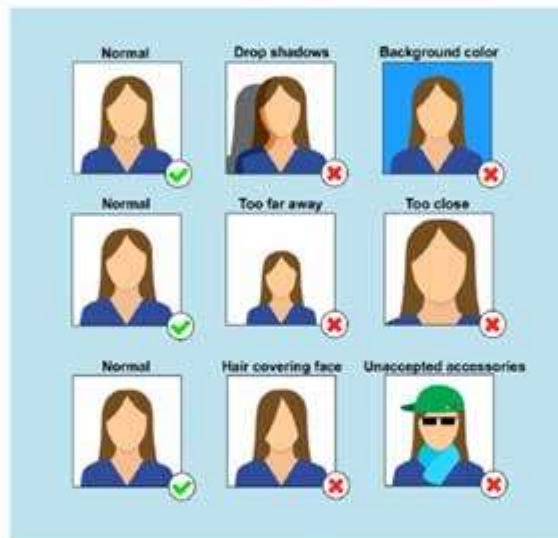 Normal
Drop shadows
Background color
Normal
Too far away
Too close
Normal
Hair covering face
Unaccepted accessories